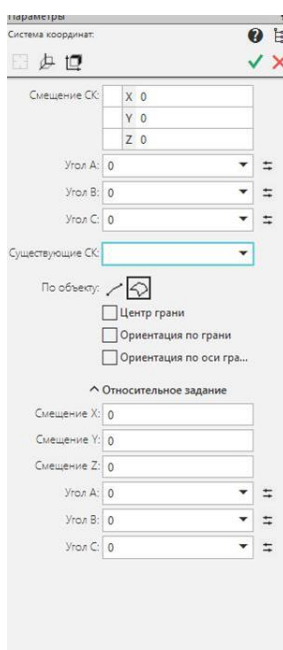 Параметры
Система координат:
Смещение СК: X 0
Y 0
Z 0
Угол A: 0
Угол B: 0
Угол C: 0
Существующие СК:
По объекту:
Центр грани
Ориентация по грани
Ориентация по оси гра...
Относительное задание
Смещение X: 0
Смещение Y: 0
Смещение Z: 0
Угол A: 0
Угол B: 0
Угол C: 0